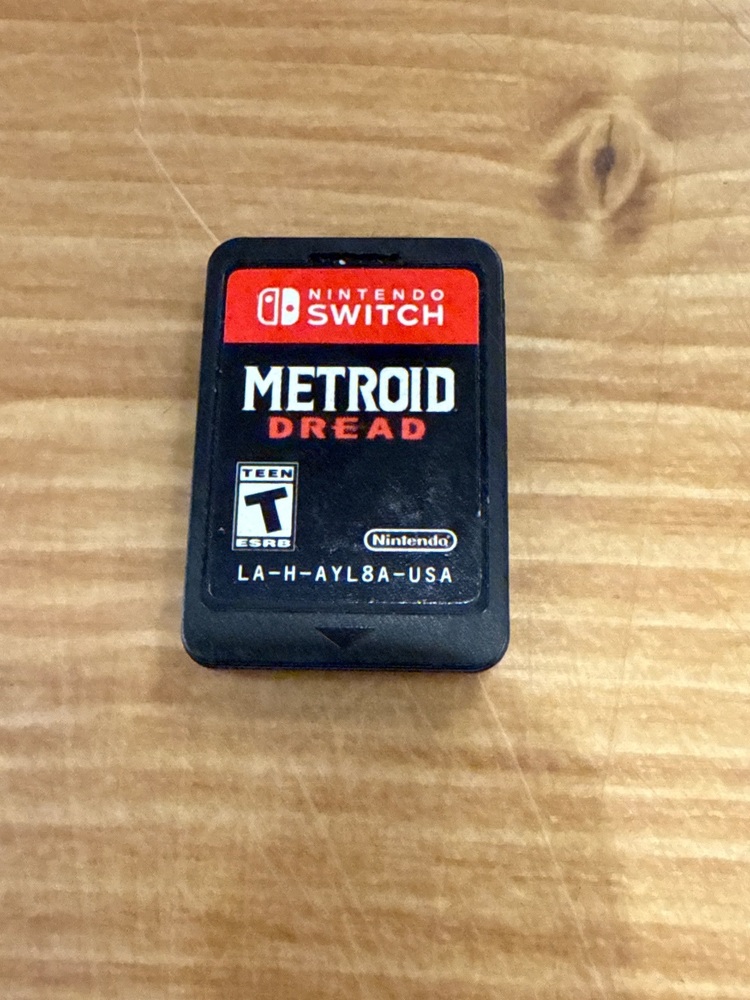 NINTENDO
SWITCH
METROID
DREAD
TEEN
T
ESRB
Nintendo
LA-H-AYL8A-USA